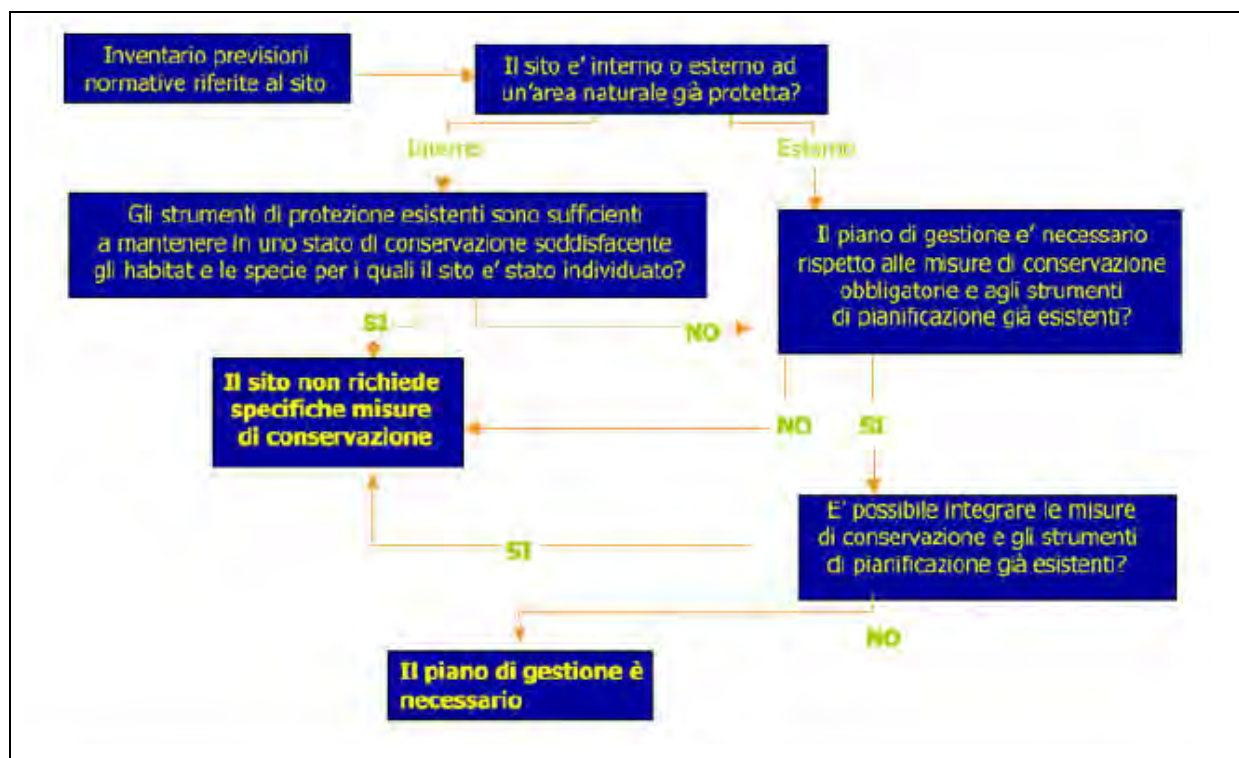 Inventario previsioni
normative riferite al sito
Il sito e' interno o esterno ad
un'area naturale già protetta?
Interno
Esterno
Gli strumenti di protezione esistenti sono sufficienti
a mantenere in uno stato di conservazione soddisfacente
gli habitat e le specie per i quali il sito e' stato individuato?
Il piano di gestione e' necessario
rispetto alle misure di conservazione
obbligatorie e agli strumenti
di pianificazione già esistenti?
SI
NO
Il sito non richiede
specifiche misure
di conservazione
NO
SI
E' possibile integrare le misure
di conservazione e gli strumenti
di pianificazione già esistenti?
SI
NO
Il piano di gestione è
necessario